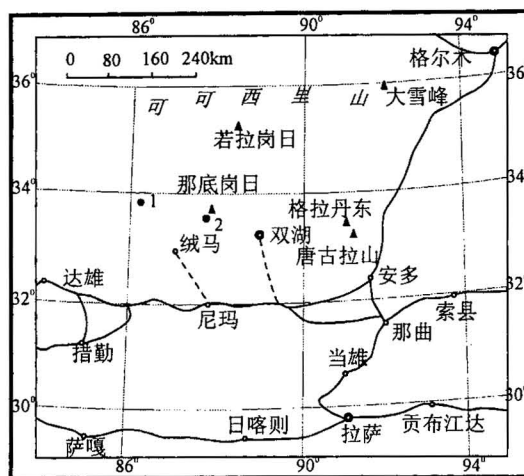 86° 90° 94°
格尔木
0 80 160 240km
36° 36°
可可西里山
大雪峰
若拉岗日
34° 34°
那底岗日
1
2
格拉丹东
双湖
唐古拉山
绒马
达雄
安多
32° 32°
尼玛
索县
那曲
措勤
当雄
30° 30°
日喀则
拉萨
贡布江达
萨嘎
86° 90° 94°